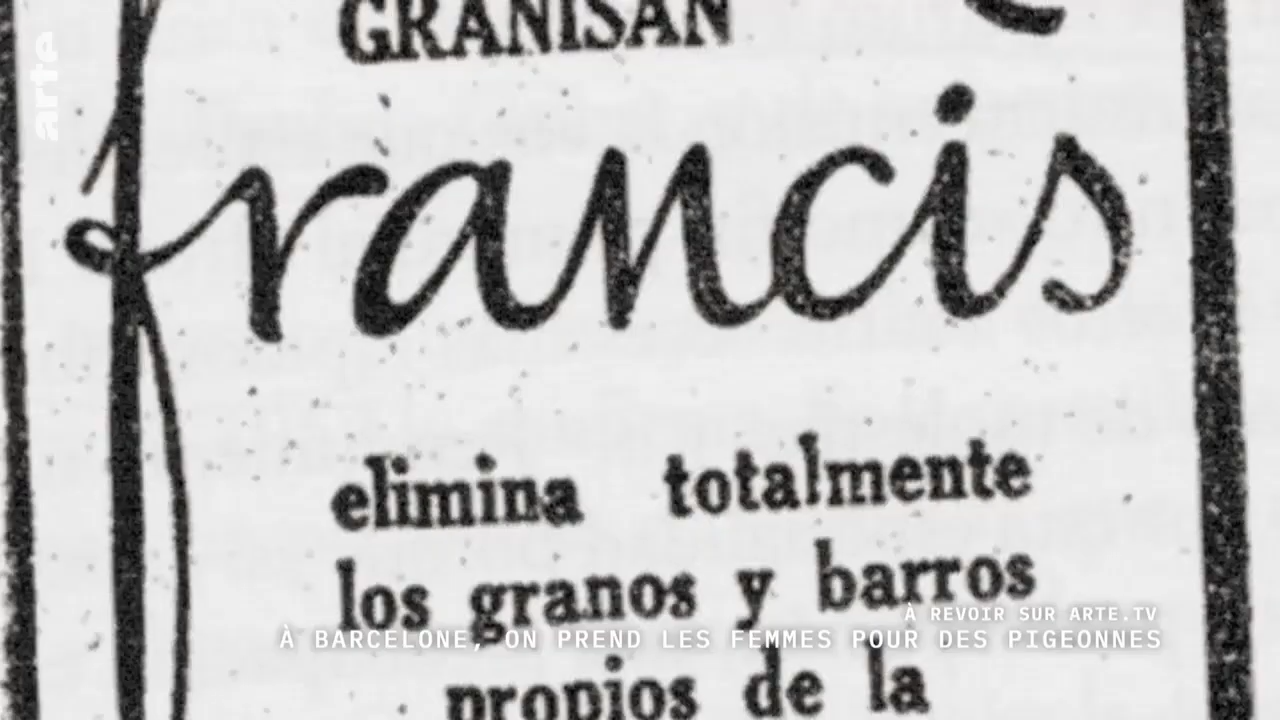 arte
GRANISAN
francis
elimina totalmente
los granos y barros
propios de la
À REVOIR SUR ARTE.TV
À BARCELONE, ON PREND LES FEMMES POUR DES PIGEONNES